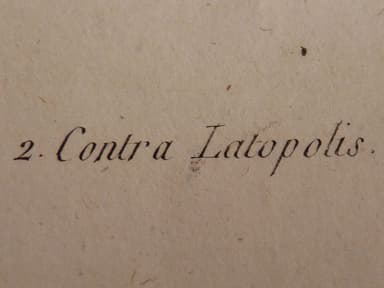 2. Contra Latopolis.